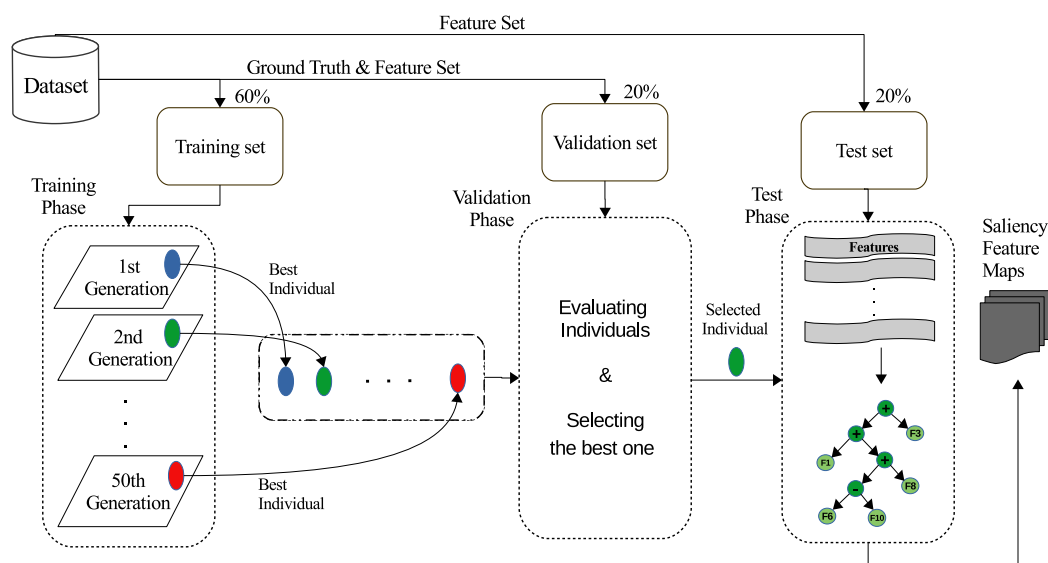 Feature Set
Dataset
Ground Truth & Feature Set
60%
20%
20%
Training set
Validation set
Test set
Training
Phase
Validation
Phase
Test
Phase
1st
Generation
Best
Individual
2nd
Generation
. . .
50th
Generation
Best
Individual
Evaluating
Individuals
&
Selecting
the best one
Selected
Individual
Features
+
+
F3
F1
+
-
F8
F6
F10
Saliency
Feature
Maps